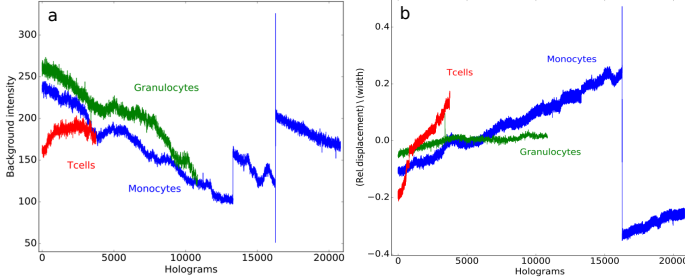 a
300
250
200
150
100
50
0
5000
10000
15000
20000
Background intensity
Holograms
Granulocytes
Tcells
Monocytes
b
0.4
0.2
0.0
−0.2
−0.4
0
5000
10000
15000
20000
(Rel.displacement) \ (width)
Holograms
Monocytes
Tcells
Granulocytes